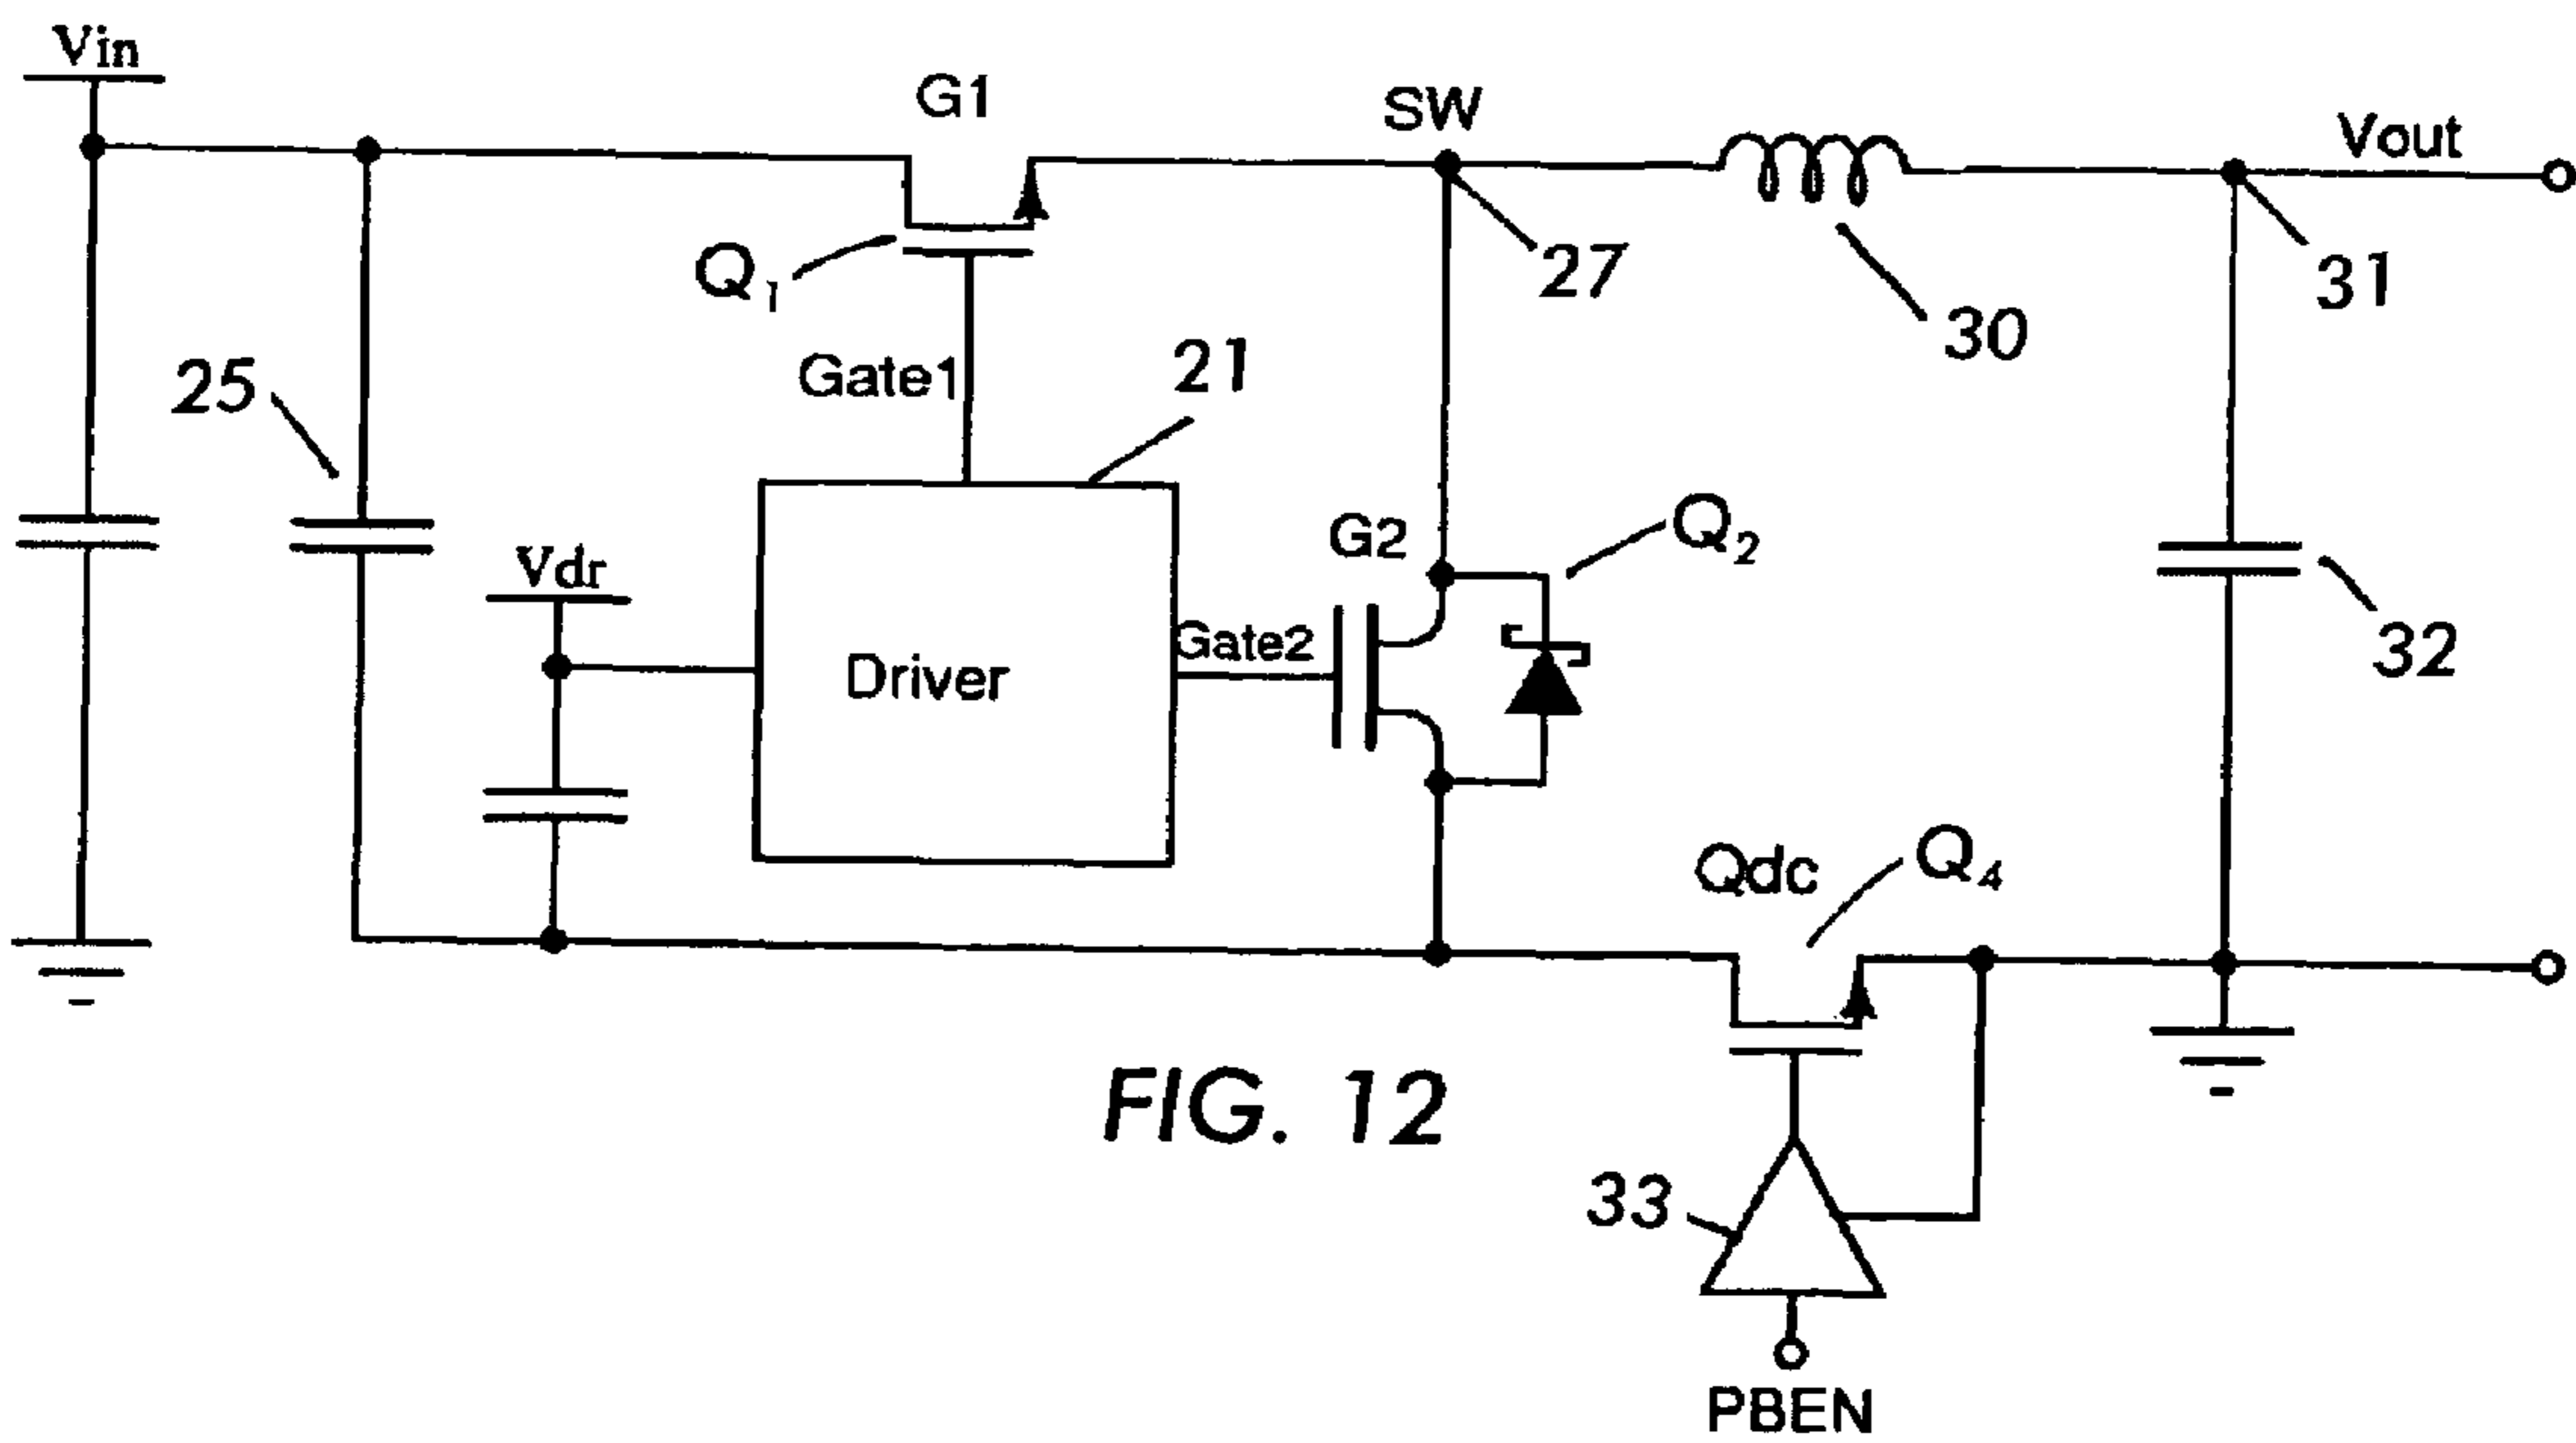 Vin
G1
SW
Vout
Q1
27
31
30
25
Gate1
21
G2
Q2
Vdr
Gate2
32
Driver
Qdc
Q4
FIG. 12
33
PBEN